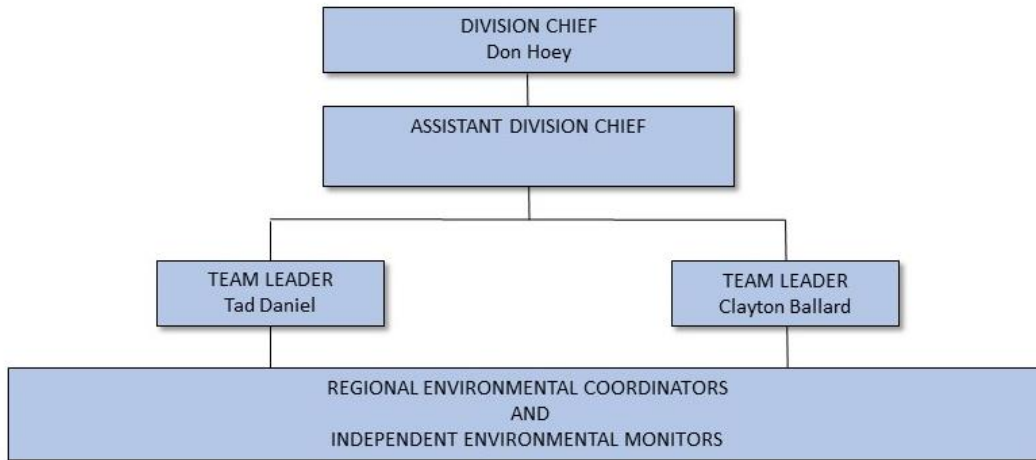 DIVISION CHIEF
Don Hoey
ASSISTANT DIVISION CHIEF
TEAM LEADER
Tad Daniel
TEAM LEADER
Clayton Ballard
REGIONAL ENVIRONMENTAL COORDINATORS
AND
INDEPENDENT ENVIRONMENTAL MONITORS